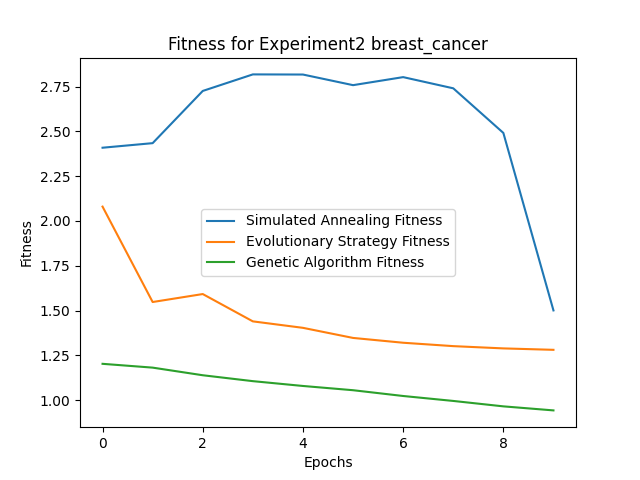 Fitness for Experiment2 breast_cancer
Fitness
2.75
2.50
2.25
2.00
1.75
1.50
1.25
1.00
Simulated Annealing Fitness
Evolutionary Strategy Fitness
Genetic Algorithm Fitness
0 2 4 6 8
Epochs